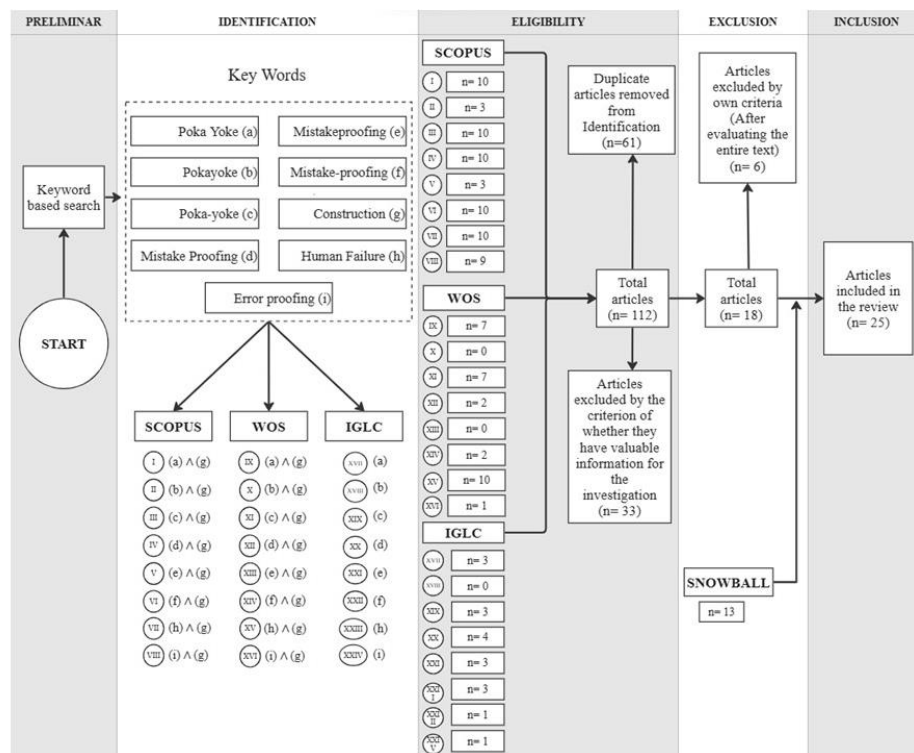 PRELIMINAR
IDENTIFICATION
ELIGIBILITY
EXCLUSION
INCLUSION
START
Keyword
based search
Key Words
Poka Yoke (a)
Mistakeproofing (e)
Pokayoke (b)
Mistake-proofing (f)
Poka-yoke (c)
Construction (g)
Mistake Proofing (d)
Human Failure (h)
Error proofing (i)
SCOPUS
I (a) ∧ (g)
II (b) ∧ (g)
III (c) ∧ (g)
IV (d) ∧ (g)
V (e) ∧ (g)
VI (f) ∧ (g)
VII (h) ∧ (g)
VIII (i) ∧ (g)
WOS
IX (a) ∧ (g)
X (b) ∧ (g)
XI (c) ∧ (g)
XII (d) ∧ (g)
XIII (e) ∧ (g)
XIV (f) ∧ (g)
XV (h) ∧ (g)
XVI (i) ∧ (g)
IGLC
XVII (a)
XVIII (b)
XIX (c)
XX (d)
XXI (e)
XXII (f)
XXIII (h)
XXIV (i)
SCOPUS
I n= 10
II n= 3
III n= 10
IV n= 10
V n= 3
VI n= 10
VII n= 10
VIII n= 9
WOS
IX n= 7
X n= 0
XI n= 7
XII n= 2
XIII n= 0
XIV n= 2
XV n= 10
XVI n= 1
IGLC
XVII n= 3
XVIII n= 0
XIX n= 3
XX n= 4
XXI n= 3
XXI
I n= 3
XXI
II n= 1
XXI
V n= 1
Duplicate
articles removed
from
Identification
(n=61)
Total
articles
(n= 112)
Articles
excluded by the
criterion of
whether they
have valuable
information for
the
investigation
(n= 33)
Articles
excluded by own
criteria
(After
evaluating the
entire text)
(n= 6)
Total
articles
(n= 18)
SNOWBALL
n= 13
Articles
included in
the review
(n= 25)